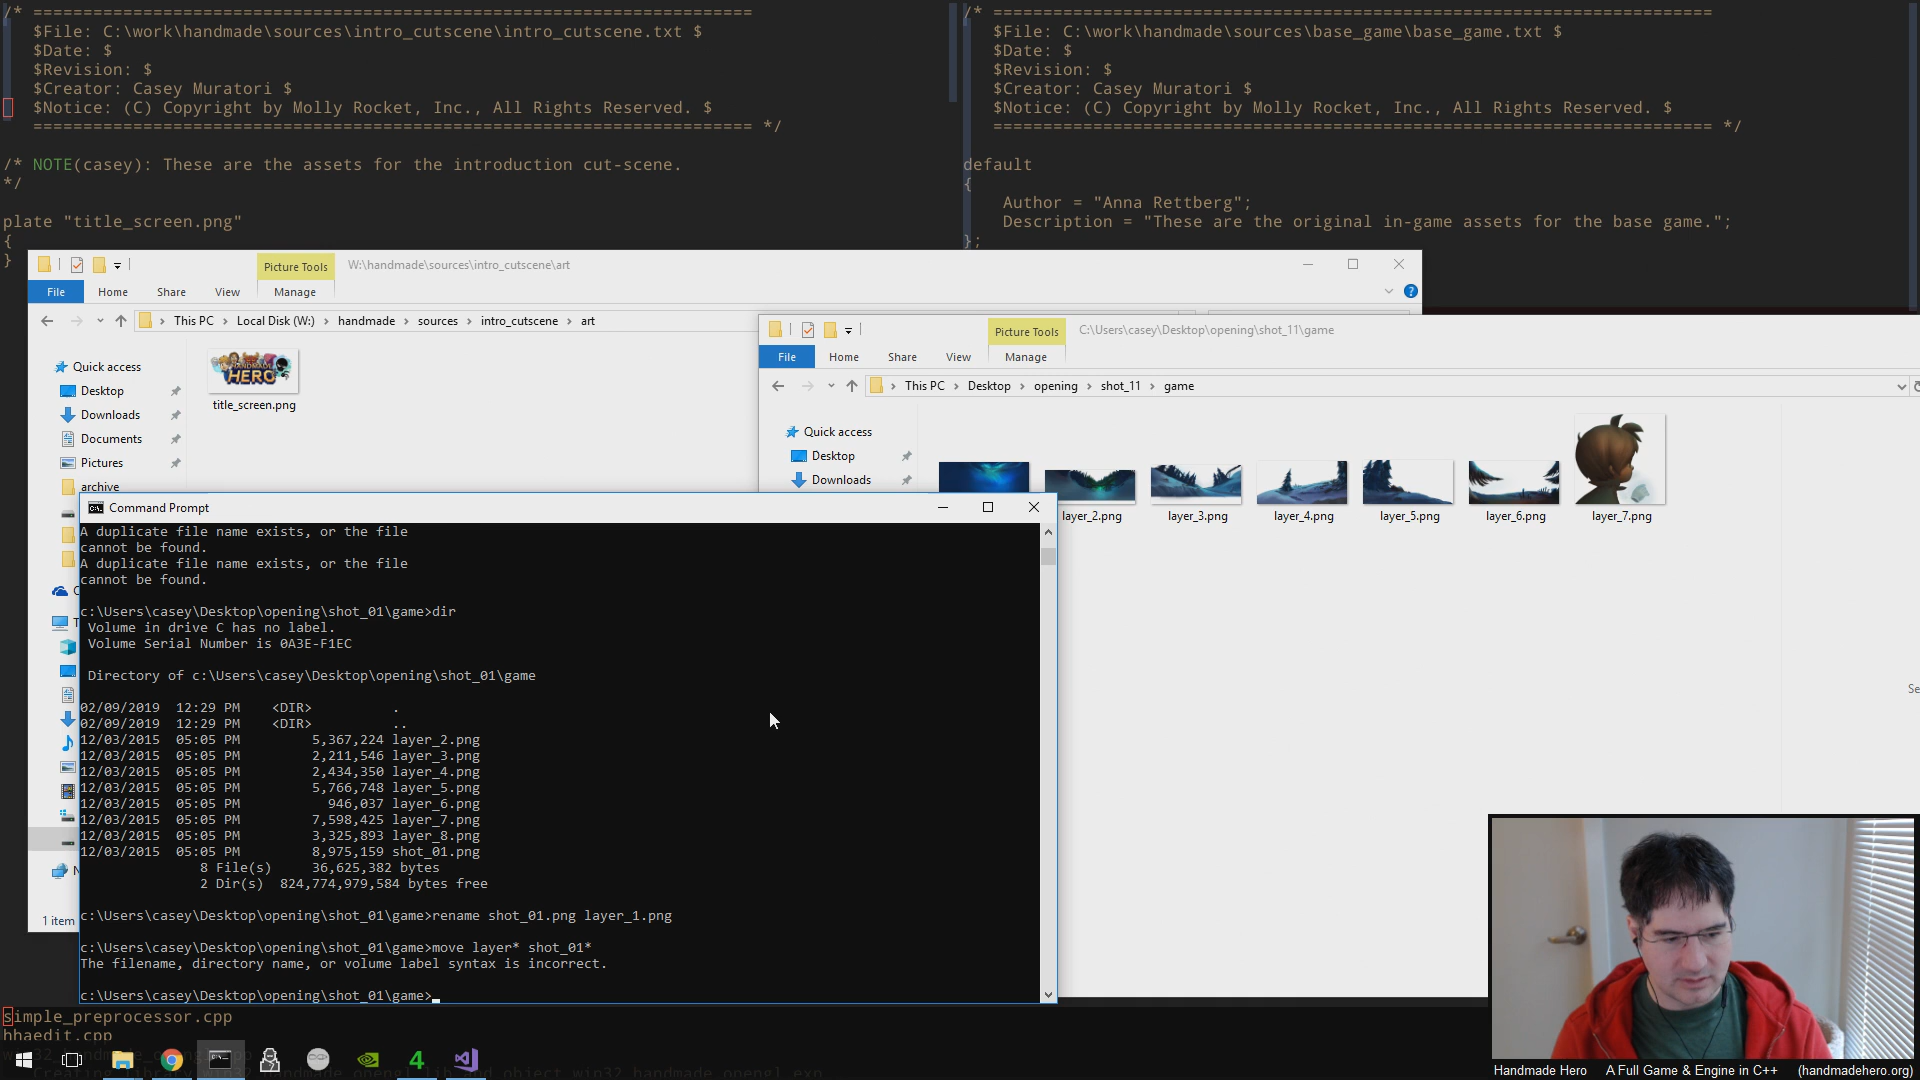 /* ========================================================================
$File: C:\work\handmade\sources\intro_cutscene\intro_cutscene.txt $
$Date: $
$Revision: $
$Creator: Casey Muratori $
$Notice: (C) Copyright by Molly Rocket, Inc., All Rights Reserved. $
======================================================================== */
/* NOTE(casey): These are the assets for the introduction cut-scene.
*/
plate "title_screen.png"
{
}
/* ========================================================================
$File: C:\work\handmade\sources\base_game\base_game.txt $
$Date: $
$Revision: $
$Creator: Casey Muratori $
$Notice: (C) Copyright by Molly Rocket, Inc., All Rights Reserved. $
======================================================================== */
default
{
Author = "Anna Rettberg";
Description = "These are the original in-game assets for the base game.";
};
Picture Tools
W:\handmade\sources\intro_cutscene\art
File Home Share View Manage
This PC > Local Disk (W:) > handmade > sources > intro_cutscene > art
Quick access
Desktop
Downloads
Documents
Pictures
archive
HANDMADE HERO
title_screen.png
1 item
Picture Tools
C:\Users\casey\Desktop\opening\shot_11\game
File Home Share View Manage
This PC > Desktop > opening > shot_11 > game
Quick access
Desktop
Downloads
layer_2.png
layer_3.png
layer_4.png
layer_5.png
layer_6.png
layer_7.png
Se
Command Prompt
A duplicate file name exists, or the file
cannot be found.
A duplicate file name exists, or the file
cannot be found.
c:\Users\casey\Desktop\opening\shot_01\game>dir
Volume in drive C has no label.
Volume Serial Number is 0A3E-F1EC
Directory of c:\Users\casey\Desktop\opening\shot_01\game
02/09/2019 12:29 PM <DIR> .
02/09/2019 12:29 PM <DIR> ..
12/03/2015 05:05 PM 5,367,224 layer_2.png
12/03/2015 05:05 PM 2,211,546 layer_3.png
12/03/2015 05:05 PM 2,434,350 layer_4.png
12/03/2015 05:05 PM 5,766,748 layer_5.png
12/03/2015 05:05 PM 946,037 layer_6.png
12/03/2015 05:05 PM 7,598,425 layer_7.png
12/03/2015 05:05 PM 3,325,893 layer_8.png
12/03/2015 05:05 PM 8,975,159 shot_01.png
8 File(s) 36,625,382 bytes
2 Dir(s) 824,774,979,584 bytes free
c:\Users\casey\Desktop\opening\shot_01\game>rename shot_01.png layer_1.png
c:\Users\casey\Desktop\opening\shot_01\game>move layer* shot_01*
The filename, directory name, or volume label syntax is incorrect.
c:\Users\casey\Desktop\opening\shot_01\game>
simple_preprocessor.cpp
hhaedit.cpp
Handmade Hero A Full Game & Engine in C++ (handmadehero.org)